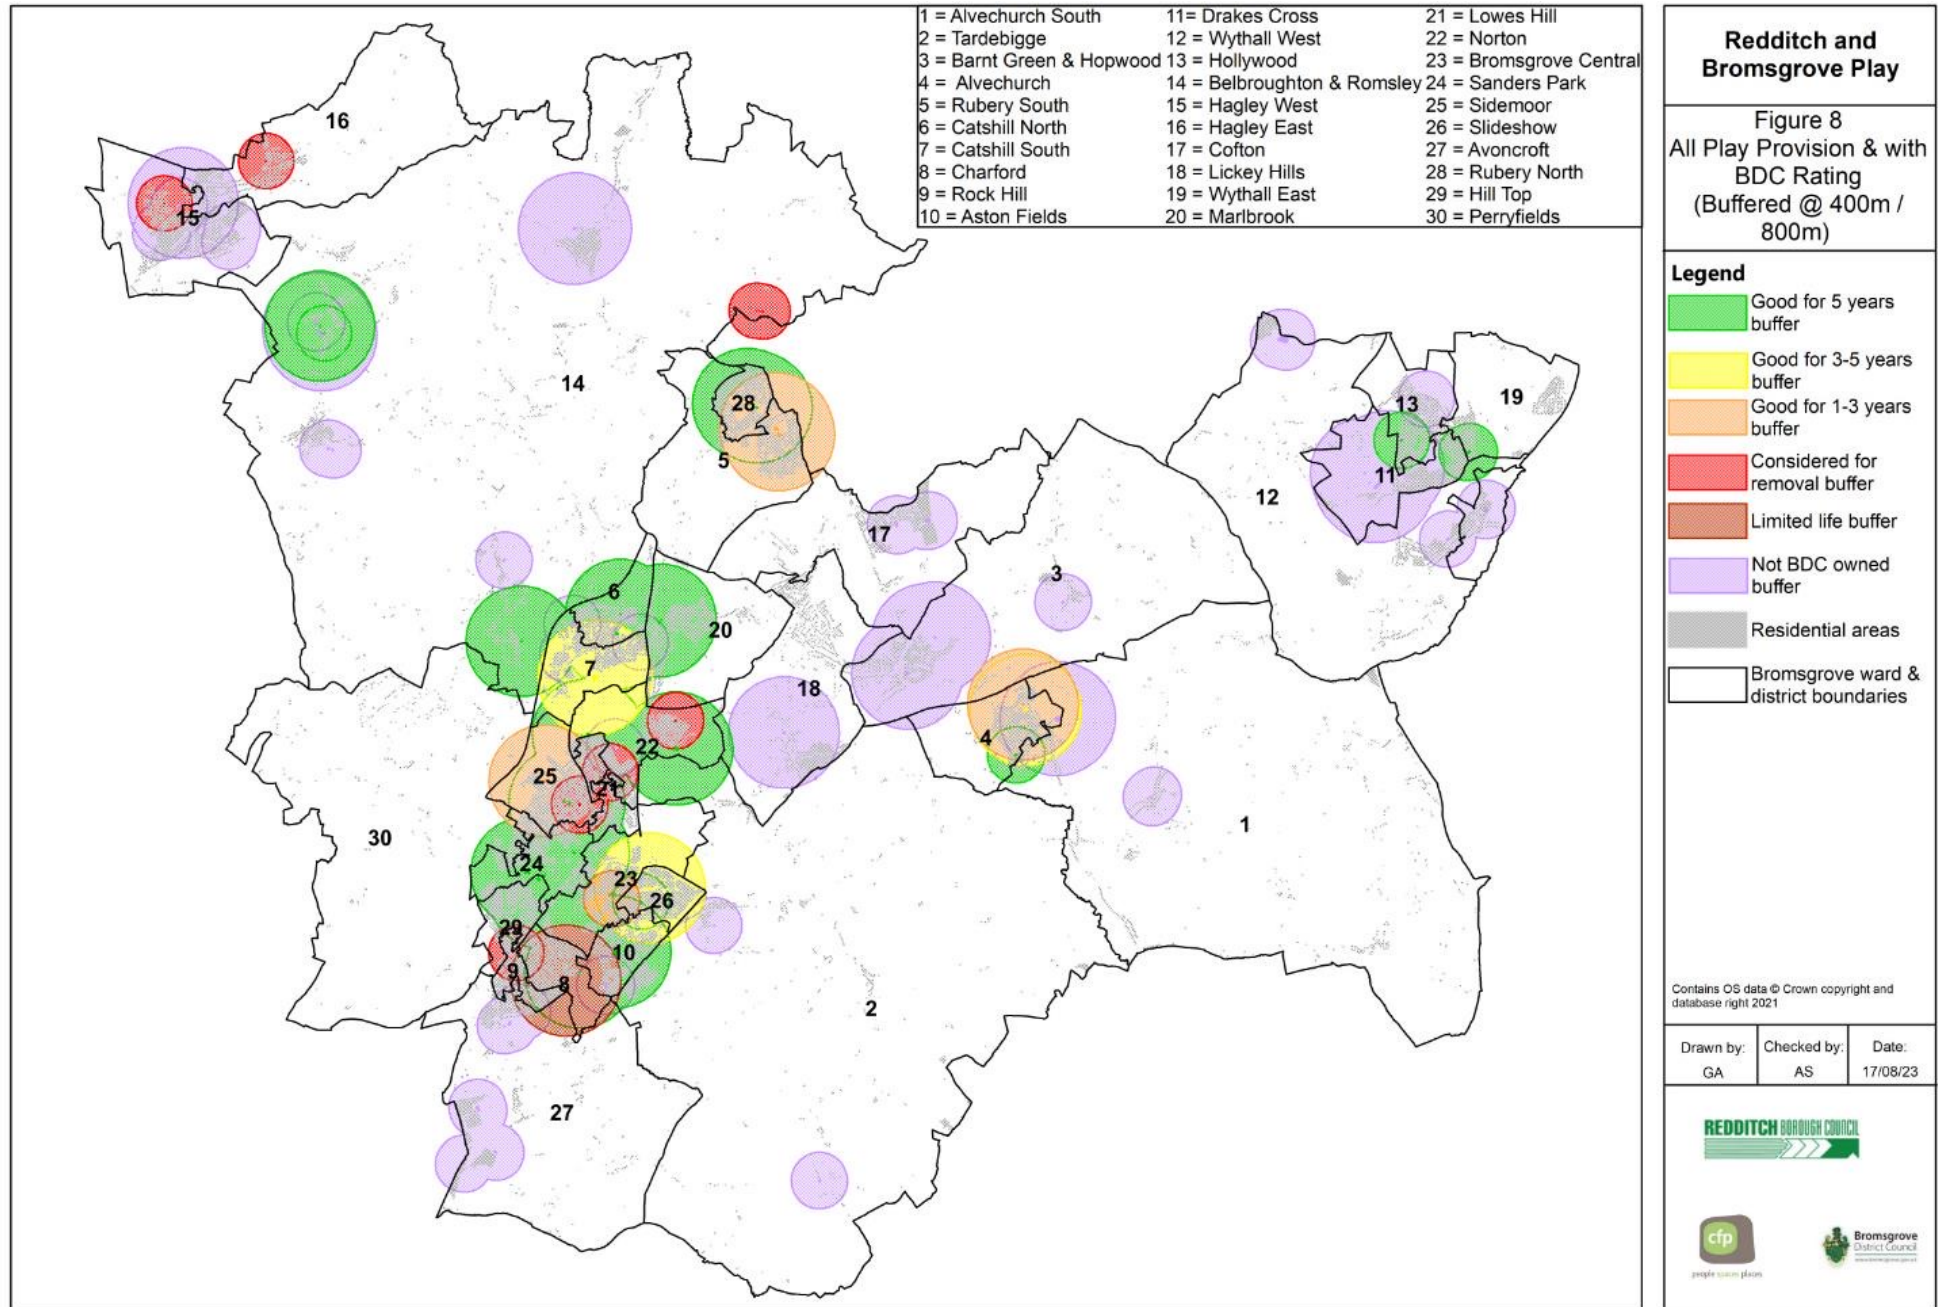 1 = Alvechurch South
2 = Tardebigge
3 = Barnt Green & Hopwood
4 = Alvechurch
5 = Rubery South
6 = Catshill North
7 = Catshill South
8 = Charford
9 = Rock Hill
10 = Aston Fields
11= Drakes Cross
12 = Wythall West
13 = Hollywood
14 = Belbroughton & Romsley
15 = Hagley West
16 = Hagley East
17 = Cofton
18 = Lickey Hills
19 = Wythall East
20 = Marlbrook
21 = Lowes Hill
22 = Norton
23 = Bromsgrove Central
24 = Sanders Park
25 = Sidemoor
26 = Slideshow
27 = Avoncroft
28 = Rubery North
29 = Hill Top
30 = Perryfields
16
15
14
28
5
13
19
11
12
17
3
6
20
7
18
22
4
25
21
1
30
24
23
26
29
10
9
8
2
27
Redditch and
Bromsgrove Play
Figure 8
All Play Provision & with
BDC Rating
(Buffered @ 400m /
800m)
Legend
Good for 5 years
buffer
Good for 3-5 years
buffer
Good for 1-3 years
buffer
Considered for
removal buffer
Limited life buffer
Not BDC owned
buffer
Residential areas
Bromsgrove ward &
district boundaries
Contains OS data © Crown copyright and
database right 2021
Drawn by:
GA
Checked by:
AS
Date:
17/08/23
REDDITCH BOROUGH COUNCIL
cfp
people spaces places
Bromsgrove
District Council